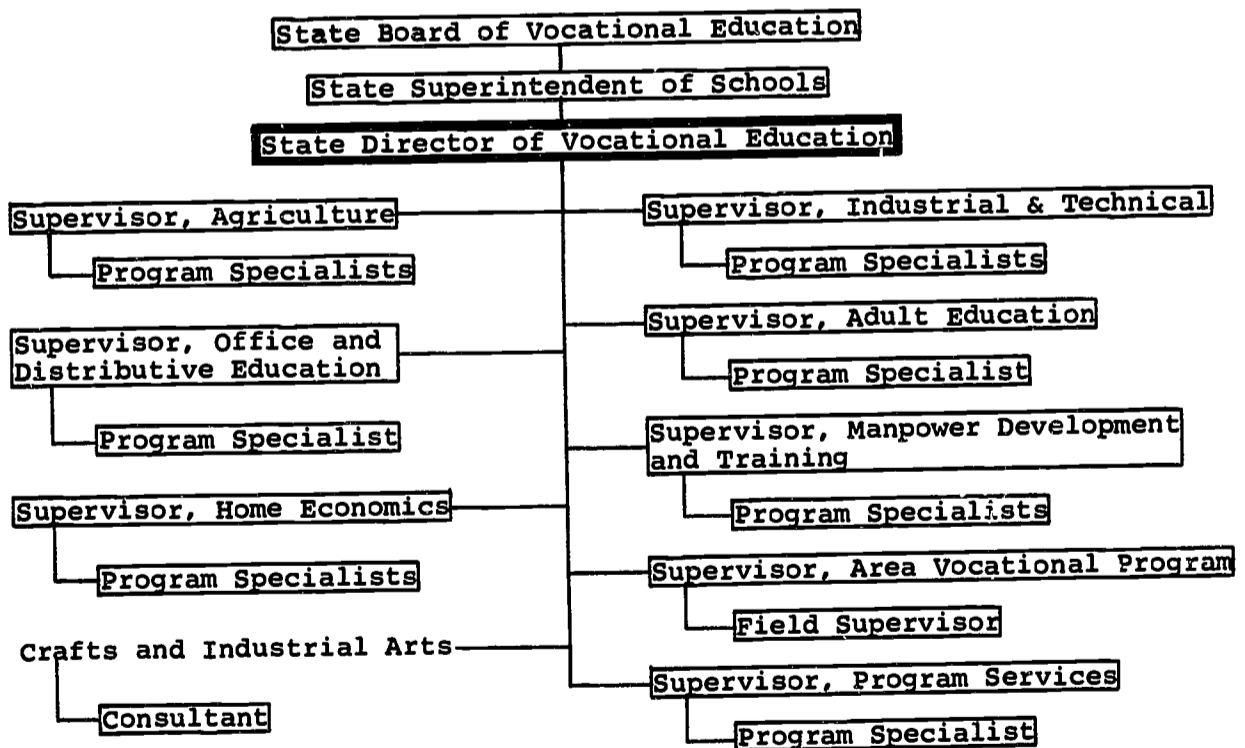 State Board of Vocational Education
State Superintendent of Schools
State Director of Vocational Education
Supervisor, Agriculture
Program Specialists
Supervisor, Office and
Distributive Education
Program Specialist
Supervisor, Home Economics
Program Specialists
Crafts and Industrial Arts
Consultant
Supervisor, Industrial & Technical
Program Specialists
Supervisor, Adult Education
Program Specialist
Supervisor, Manpower Development
and Training
Program Specialists
Supervisor, Area Vocational Program
Field Supervisor
Supervisor, Program Services
Program Specialist